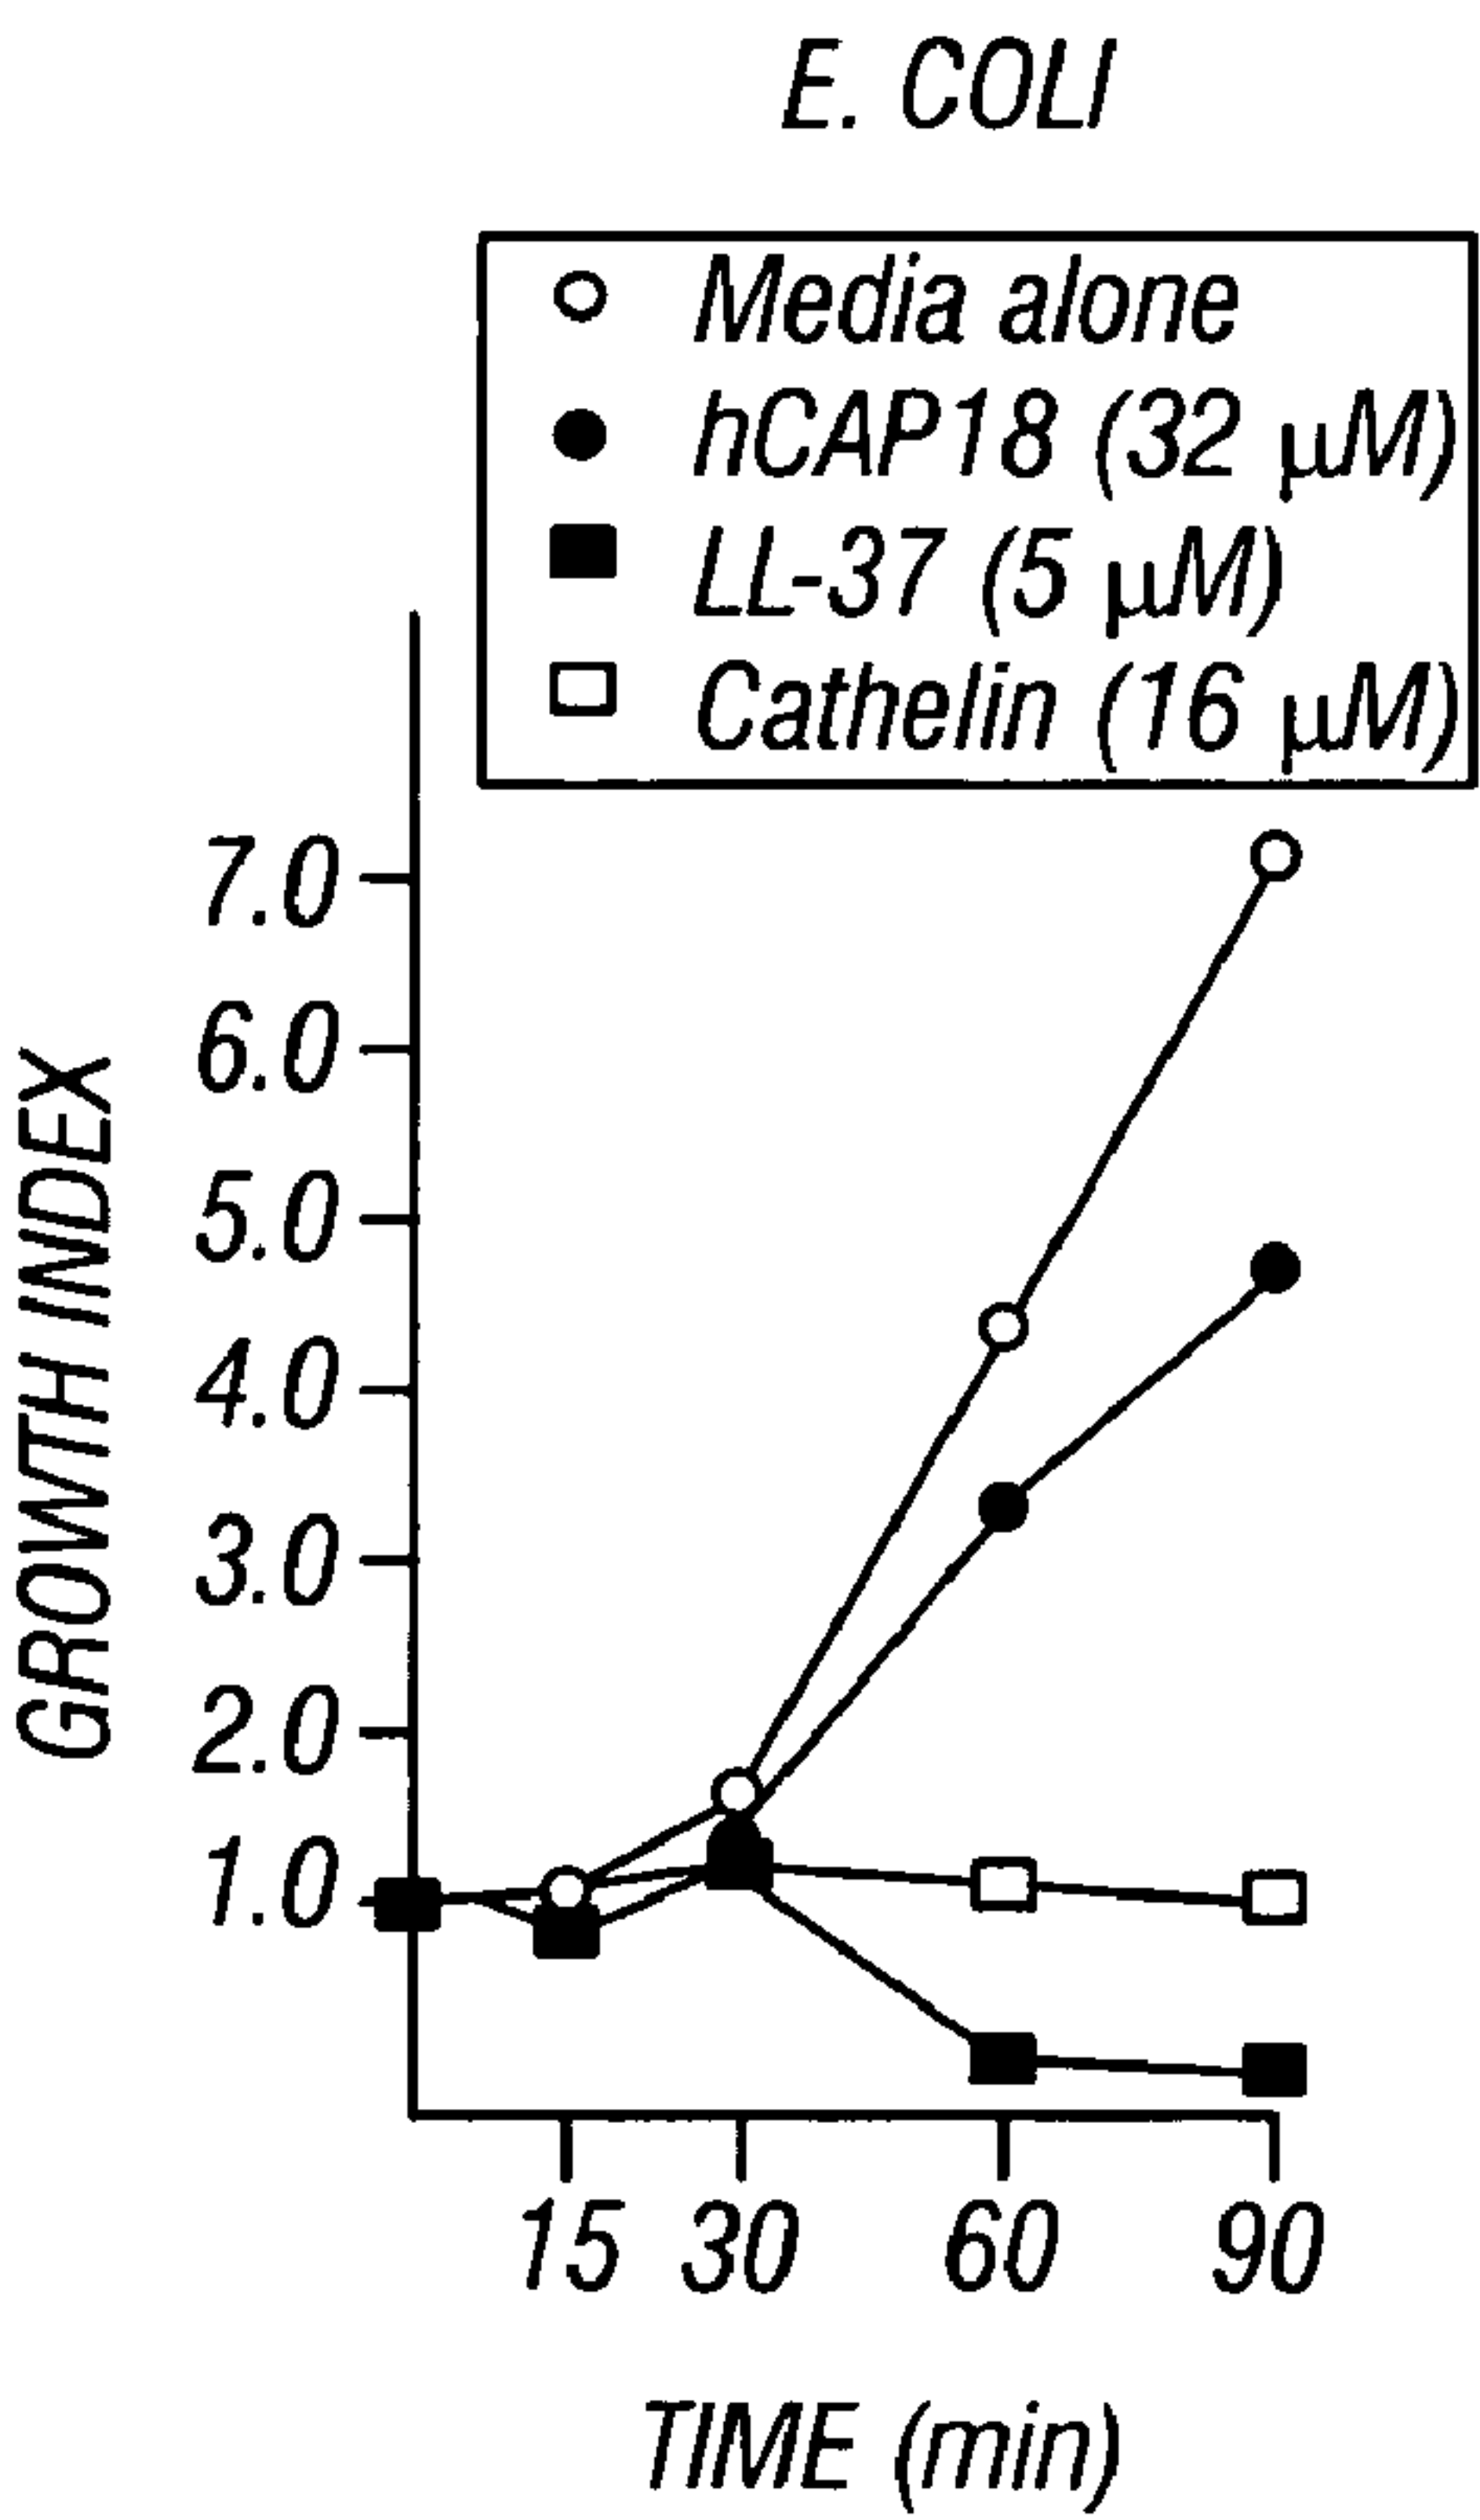 E. COLI
Media alone
hCAP18 (32 µM)
LL-37 (5 µM)
Cathelin (16 µM)
7.0
6.0
5.0
4.0
3.0
2.0
1.0
GROWTH INDEX
15 30 60 90
TIME (min)